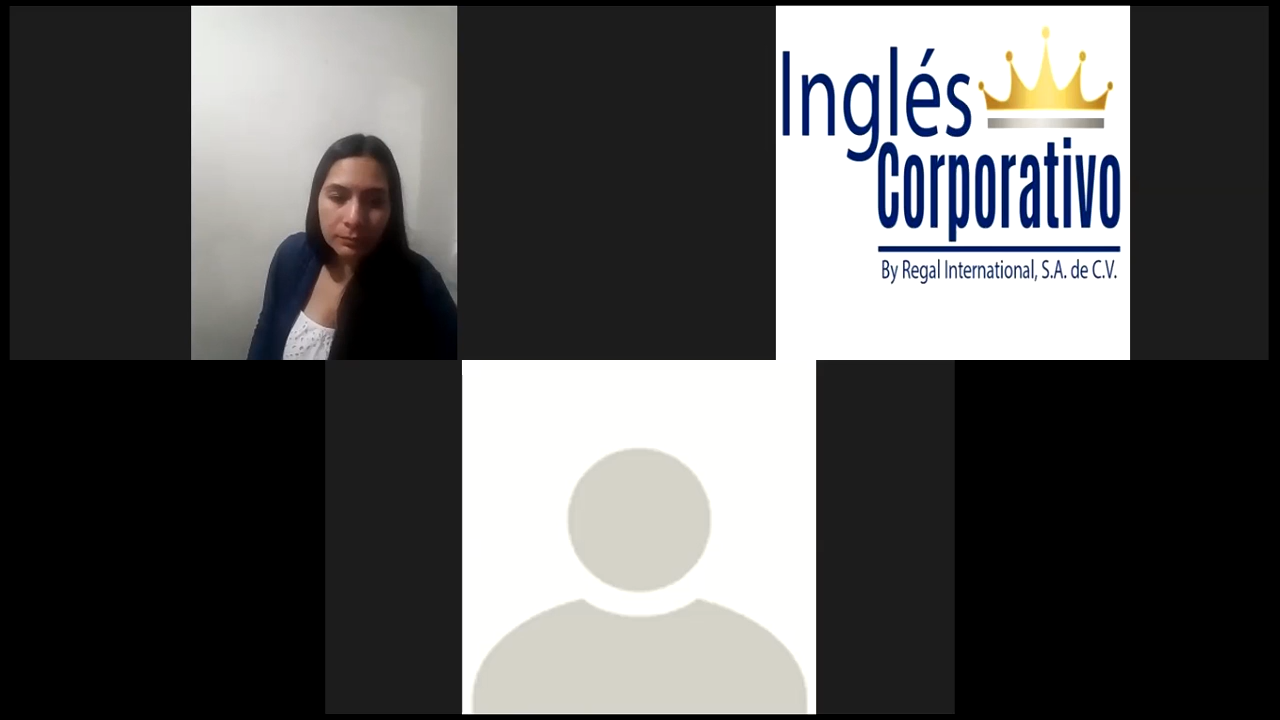 Inglés
Corporativo
By Regal International, S.A. de C.V.